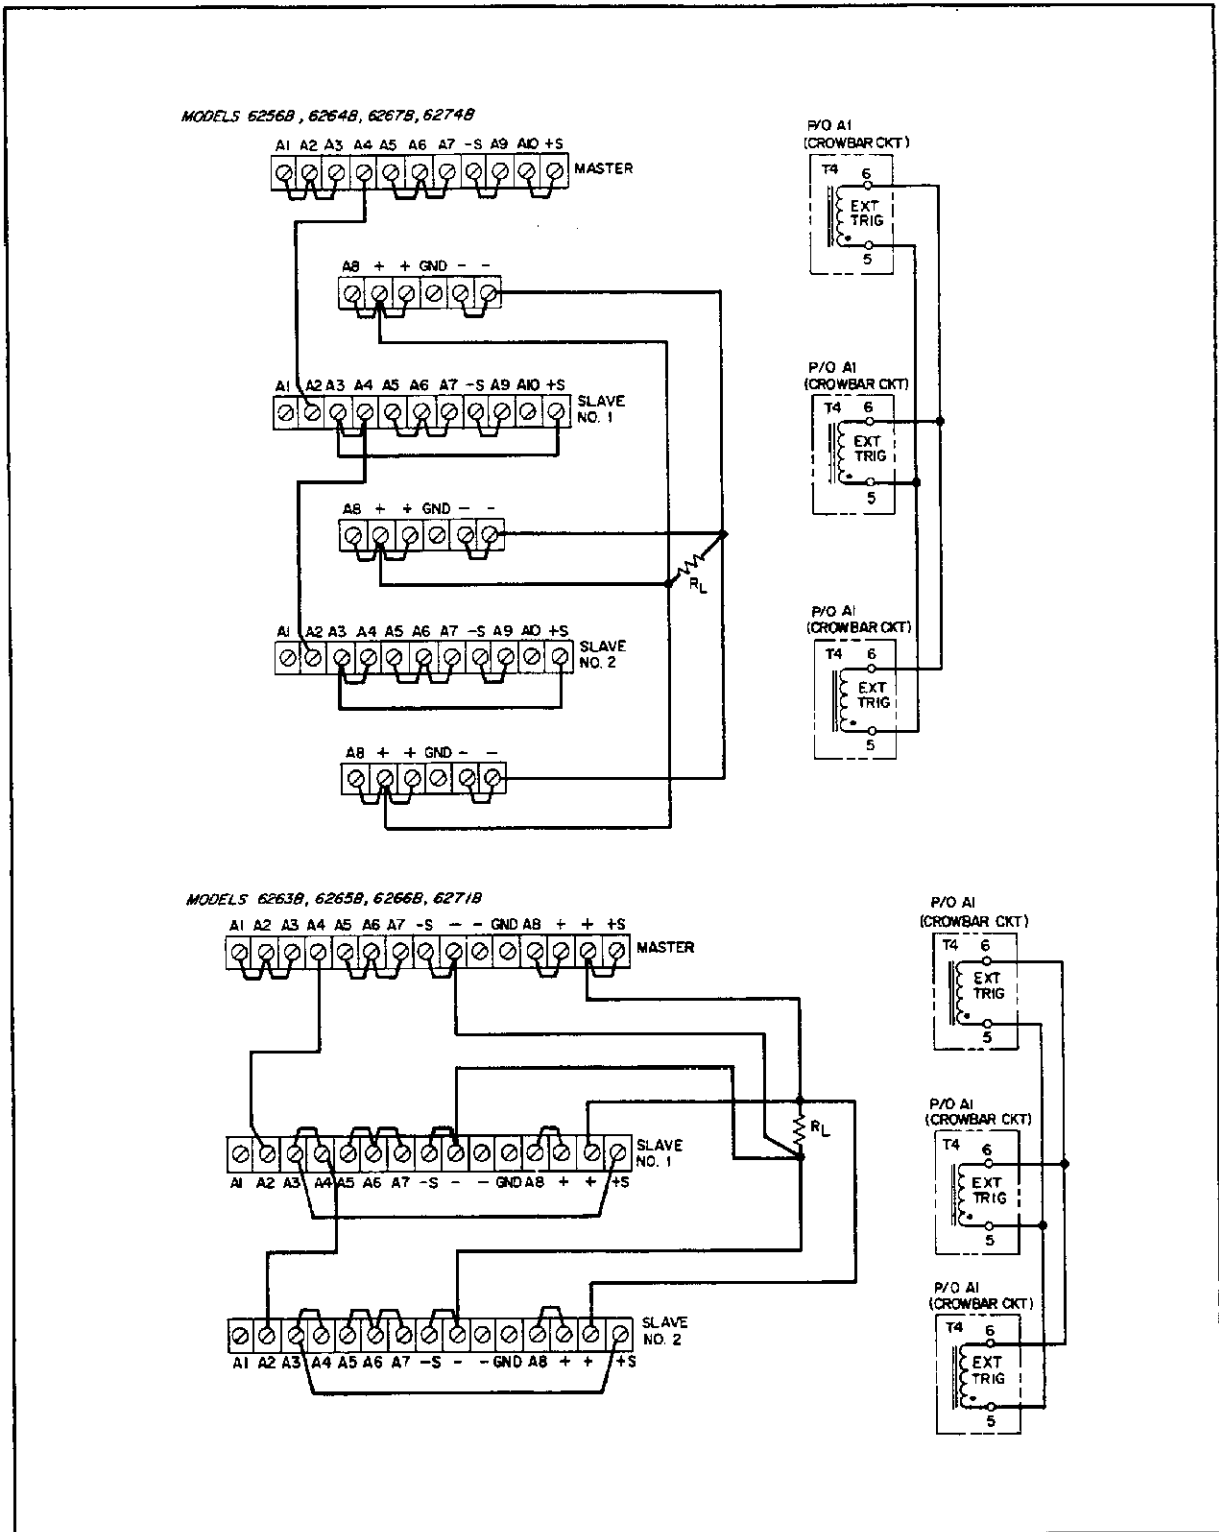 MODELS 6256B, 6264B, 6267B, 6274B
A1 A2 A3 A4 A5 A6 A7 -S A9 A10 +S
MASTER
A8 + + GND - -
A1 A2 A3 A4 A5 A6 A7 -S A9 A10 +S
SLAVE
NO. 1
A8 + + GND - -
RL
A1 A2 A3 A4 A5 A6 A7 -S A9 A10 +S
SLAVE
NO. 2
A8 + + GND - -
P/O A1
(CROWBAR CKT)
T4 6
EXT
TRIG
5
P/O A1
(CROWBAR CKT)
T4 6
EXT
TRIG
5
P/O A1
(CROWBAR CKT)
T4 6
EXT
TRIG
5
MODELS 6263B, 6265B, 6266B, 6271B
A1 A2 A3 A4 A5 A6 A7 -S - - GND A8 + + +S
MASTER
RL
SLAVE
NO. 1
A1 A2 A3 A4 A5 A6 A7 -S - - GND A8 + + +S
SLAVE
NO. 2
A1 A2 A3 A4 A5 A6 A7 -S - - GND A8 + + +S
P/O A1
(CROWBAR CKT)
T4 6
EXT
TRIG
5
P/O A1
(CROWBAR CKT)
T4 6
EXT
TRIG
5
P/O A1
(CROWBAR CKT)
T4 6
EXT
TRIG
5